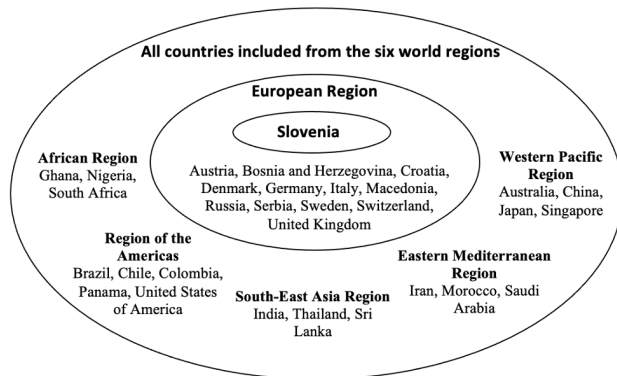 All countries included from the six world regions
European Region
Slovenia
Austria, Bosnia and Herzegovina, Croatia,
Denmark, Germany, Italy, Macedonia,
Russia, Serbia, Sweden, Switzerland,
United Kingdom
African Region
Ghana, Nigeria,
South Africa
Western Pacific
Region
Australia, China,
Japan, Singapore
Region of the
Americas
Brazil, Chile, Colombia,
Panama, United States
of America
South-East Asia Region
India, Thailand, Sri
Lanka
Eastern Mediterranean
Region
Iran, Morocco, Saudi
Arabia